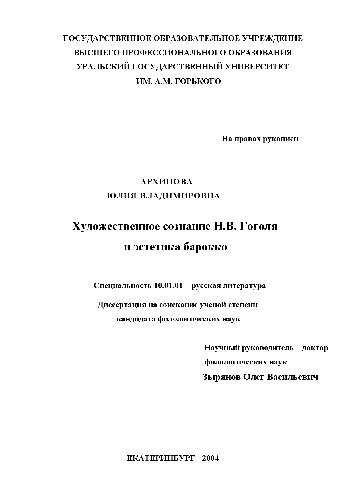 ГОСУДАРСТВЕННОЕ ОБРАЗОВАТЕЛЬНОЕ УЧРЕЖДЕНИЕ
ВЫСШЕГО ПРОФЕССИОНАЛЬНОГО ОБРАЗОВАНИЯ
УРАЛЬСКИЙ ГОСУДАРСТВЕННЫЙ УНИВЕРСИТЕТ
ИМ. А.М. ГОРЬКОГО
На правах рукописи
АРХИПОВА
ЮЛИЯ ВЛАДИМИРОВНА
Художественное сознание Н.В. Гоголя
и эстетика барокко
Специальность 10.01.01 – русская литература
Диссертация на соискание ученой степени
кандидата филологических наук
Научный руководитель – доктор
филологических наук
Зырянов Олег Васильевич
ЕКАТЕРИНБУРГ - 2004